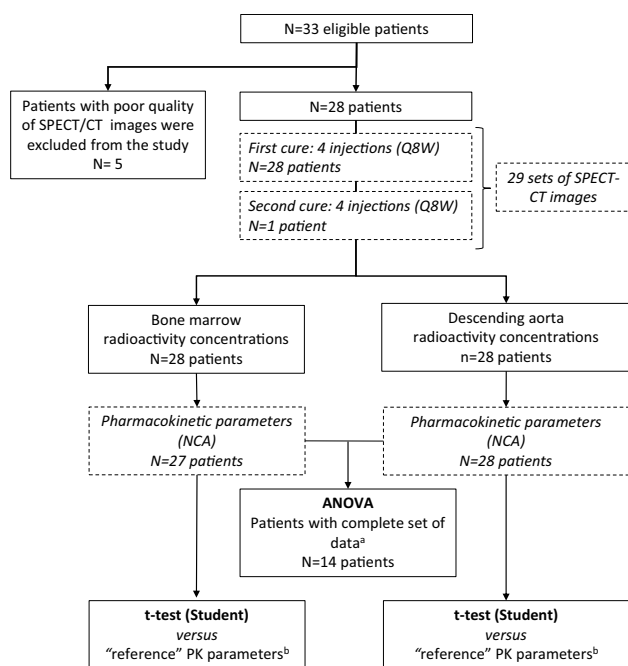 N=33 eligible patients
Patients with poor quality
of SPECT/CT images were
excluded from the study
N= 5
N=28 patients
First cure: 4 injections (Q8W)
N=28 patients
Second cure: 4 injections (Q8W)
N=1 patient
29 sets of SPECT-
CT images
Bone marrow
radioactivity concentrations
N=28 patients
Descending aorta
radioactivity concentrations
n=28 patients
Pharmacokinetic parameters
(NCA)
N=27 patients
Pharmacokinetic parameters
(NCA)
N=28 patients
ANOVA
Patients with complete set of
dataᵃ
N=14 patients
t-test (Student)
versus
“reference” PK parametersᵇ
t-test (Student)
versus
“reference” PK parametersᵇ